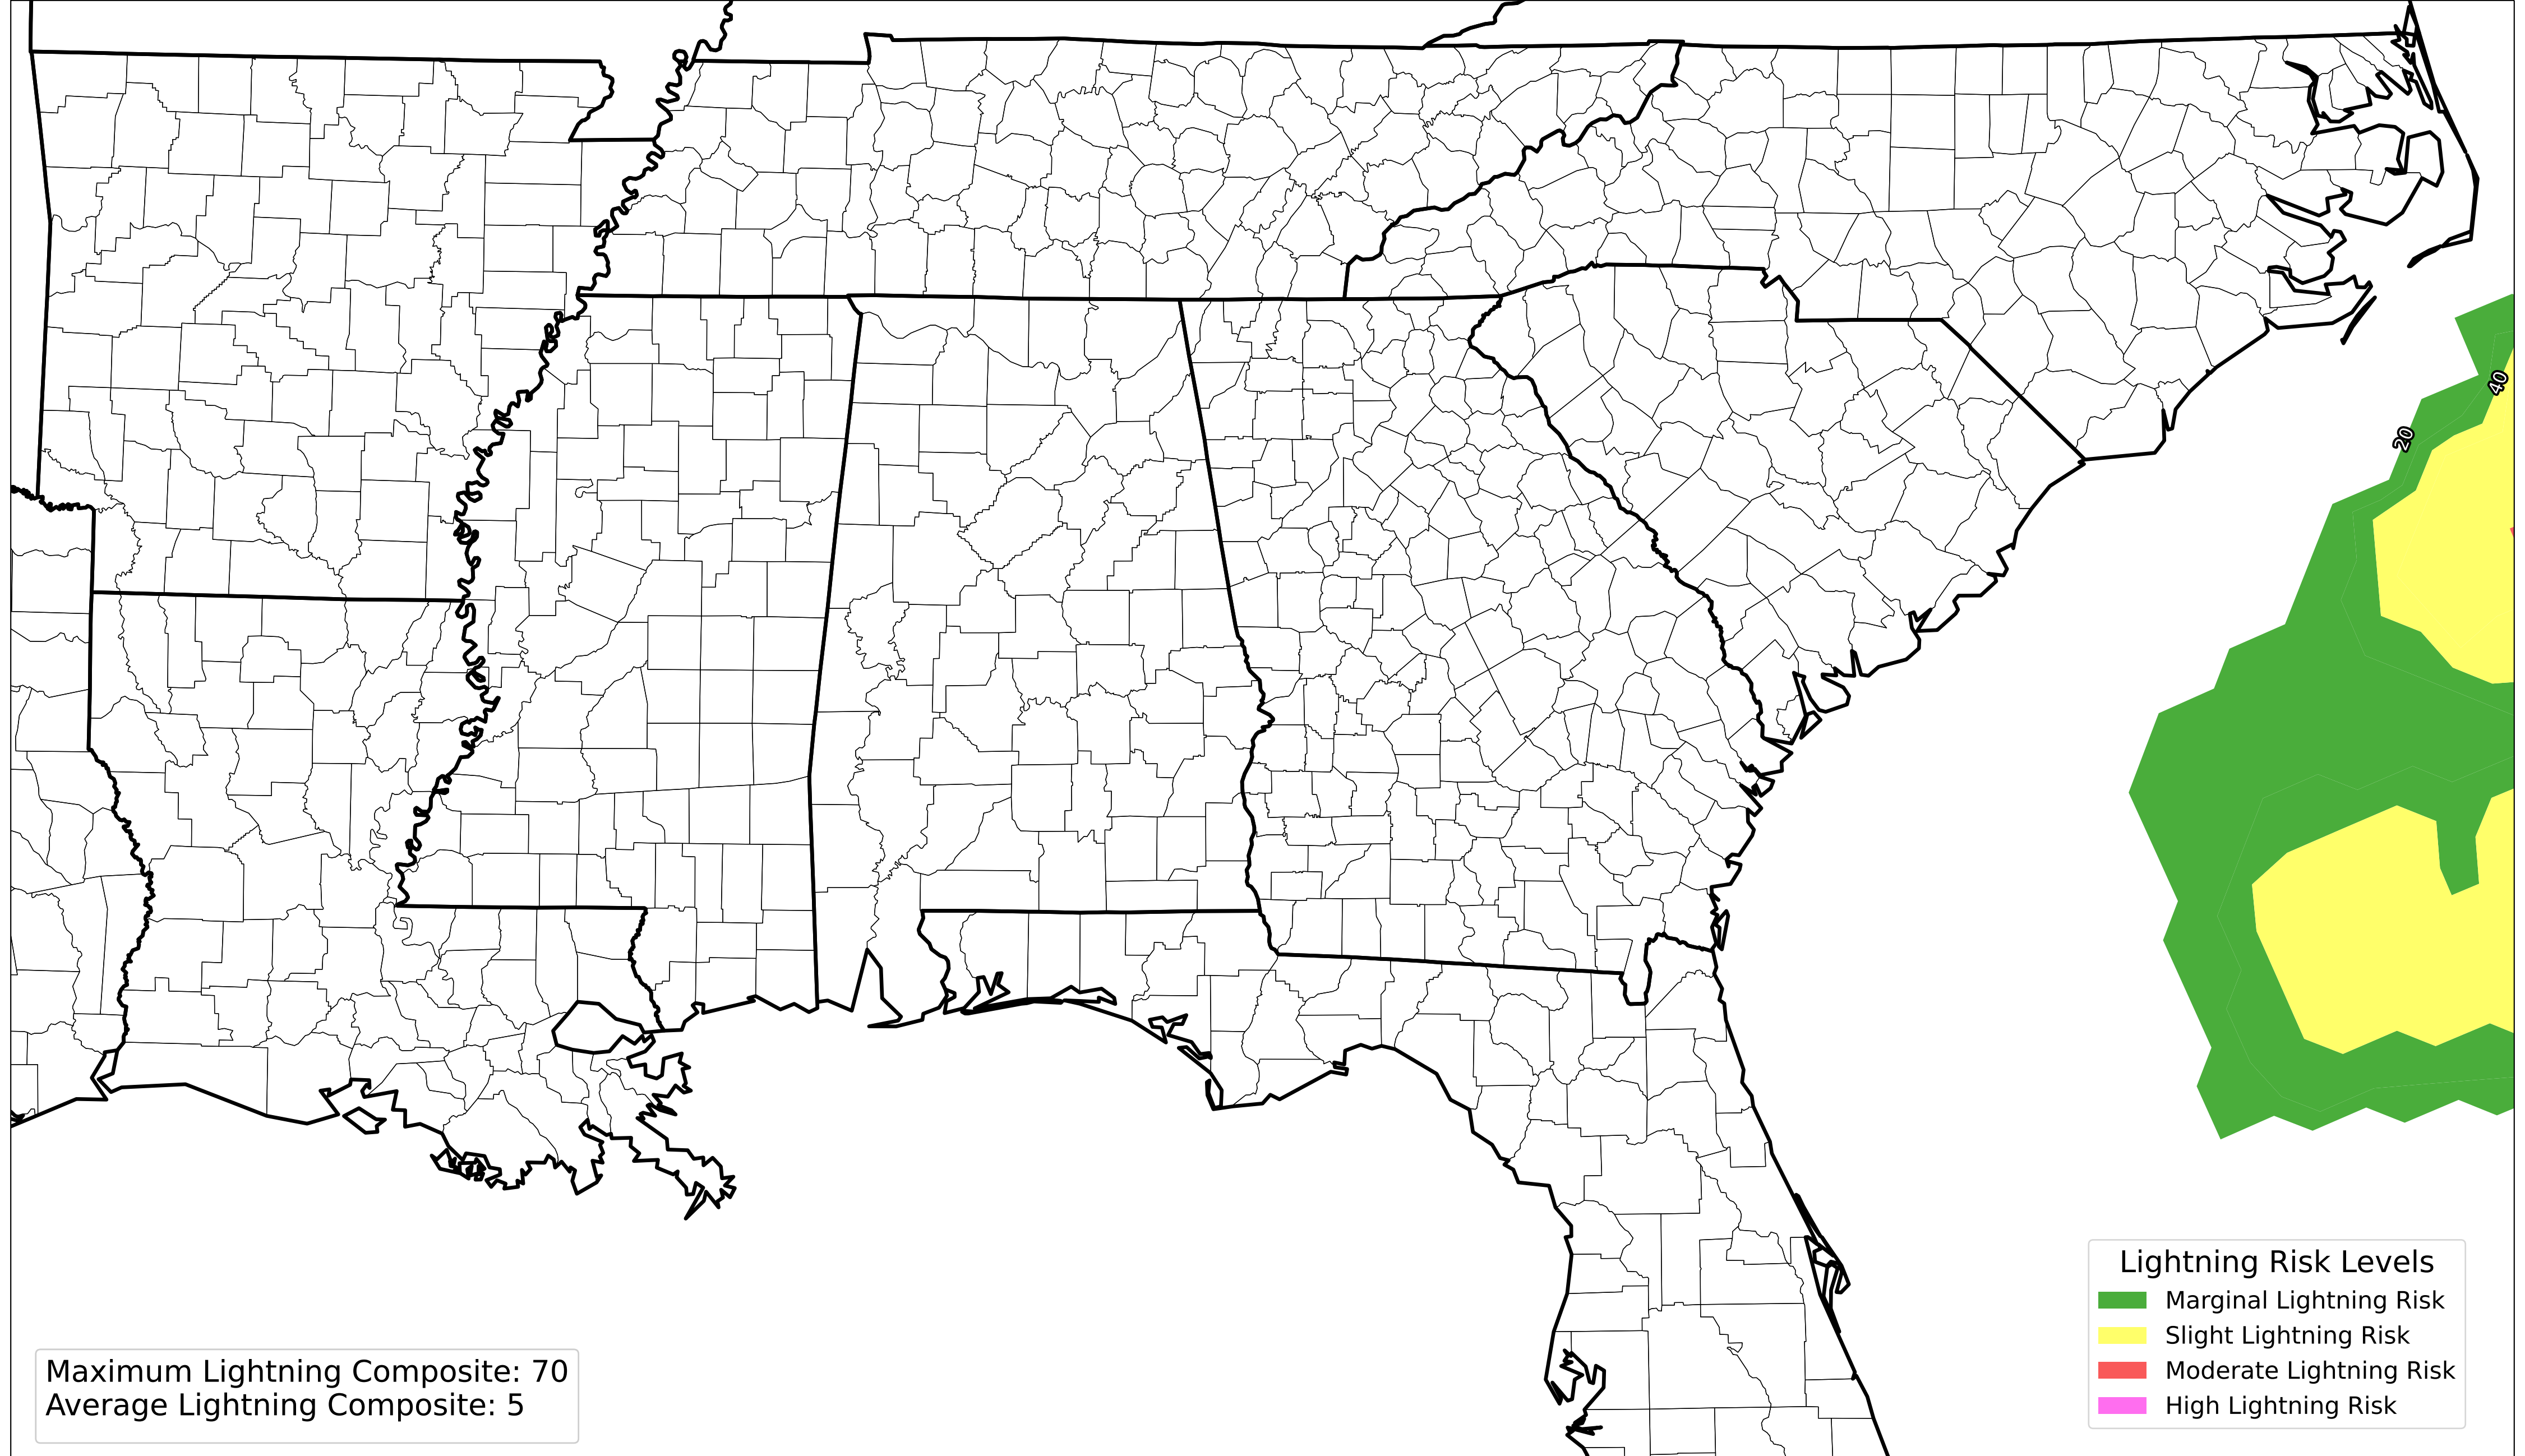 40
20
Lightning Risk Levels
Marginal Lightning Risk
Slight Lightning Risk
Moderate Lightning Risk
High Lightning Risk
Maximum Lightning Composite: 70
Average Lightning Composite: 5